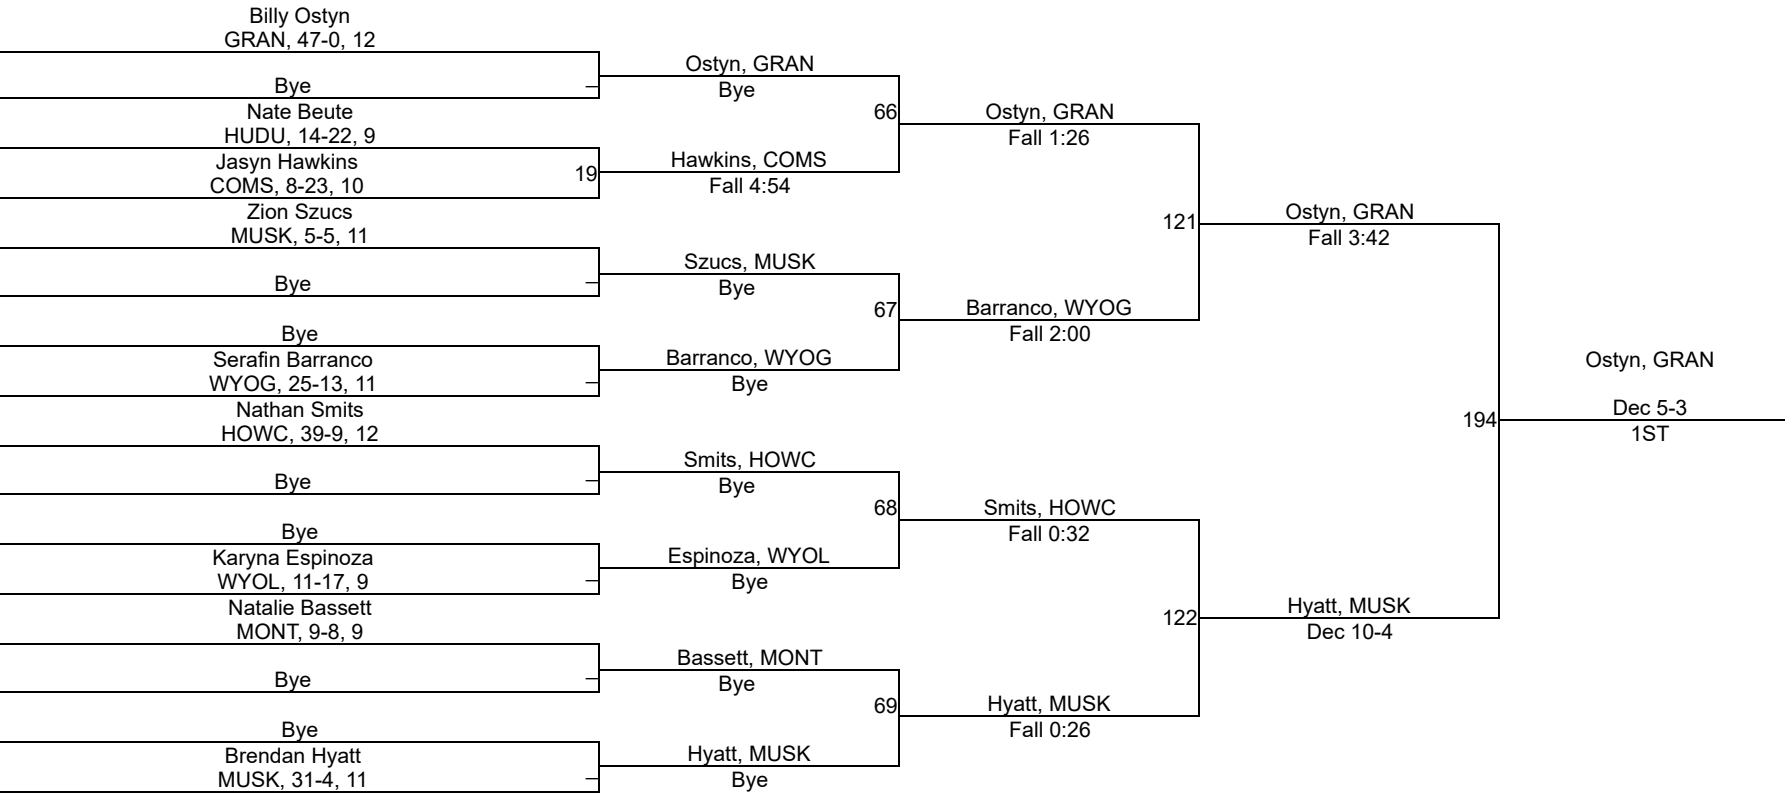 Billy Ostyn
GRAN, 47-0, 12
Bye
Nate Beute
HUDU, 14-22, 9
Jasyn Hawkins
COMS, 8-23, 10
19
Zion Szucs
MUSK, 5-5, 11
Bye
Bye
Serafin Barranco
WYOG, 25-13, 11
Nathan Smits
HOWC, 39-9, 12
Bye
Bye
Karyna Espinoza
WYOL, 11-17, 9
Natalie Bassett
MONT, 9-8, 9
Bye
Bye
Brendan Hyatt
MUSK, 31-4, 11
Ostyn, GRAN
Bye
66
Hawkins, COMS
Fall 4:54
Szucs, MUSK
Bye
67
Barranco, WYOG
Bye
Smits, HOWC
Bye
68
Espinoza, WYOL
Bye
Bassett, MONT
Bye
69
Hyatt, MUSK
Bye
Ostyn, GRAN
Fall 1:26
121
Barranco, WYOG
Fall 2:00
Smits, HOWC
Fall 0:32
122
Hyatt, MUSK
Fall 0:26
Ostyn, GRAN
Fall 3:42
194
Hyatt, MUSK
Dec 10-4
Ostyn, GRAN
Dec 5-3
1ST